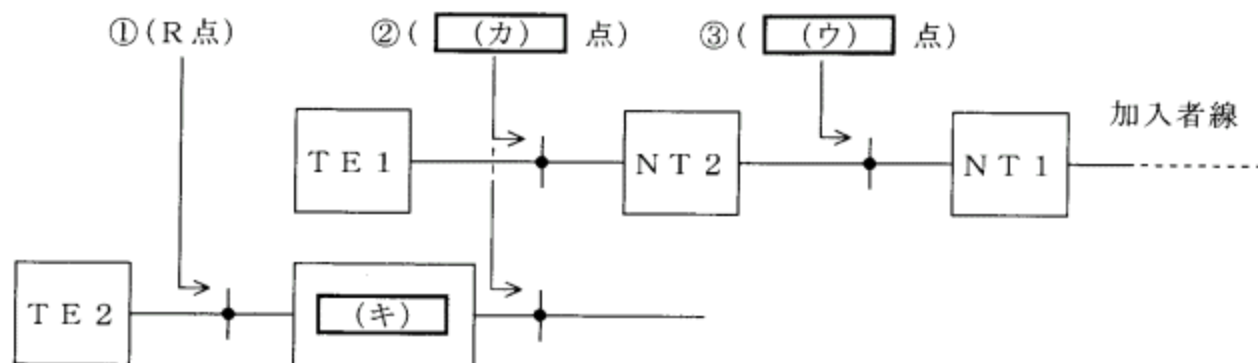 ①(R点) ②( (カ) 点) ③( (ウ) 点)
加入者線
TE1 NT2 NT1
TE2 (キ)